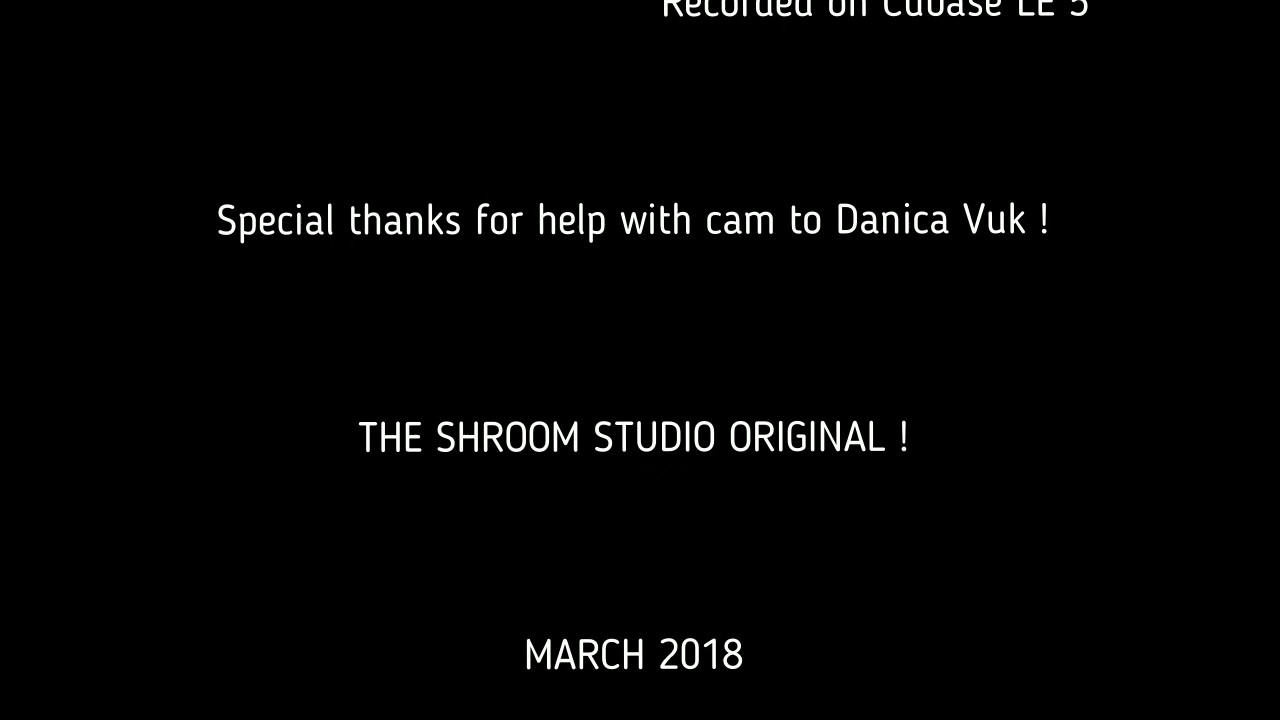 Recorded on Cubase LE 5
Special thanks for help with cam to Danica Vuk !
THE SHROOM STUDIO ORIGINAL !
MARCH 2018